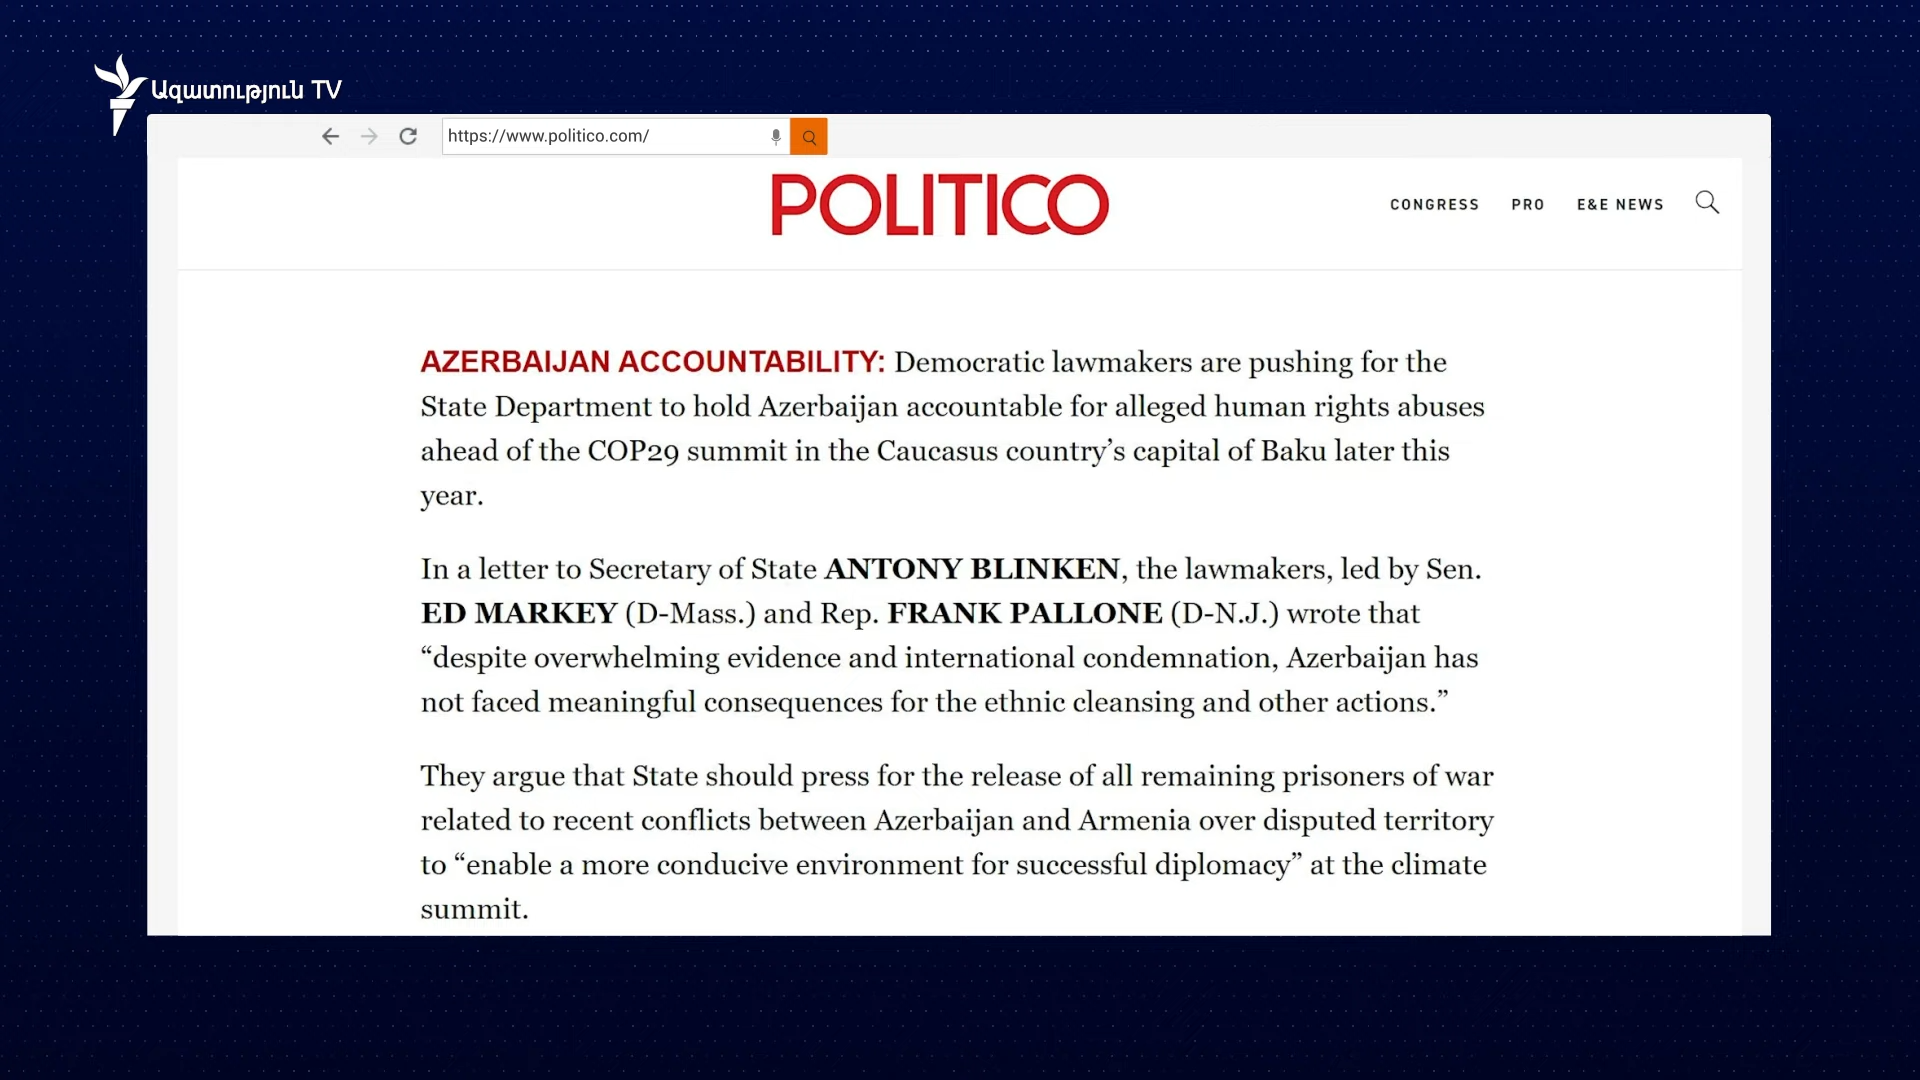 Ազատություն TV
https://www.politico.com/
POLITICO
CONGRESS PRO E&E NEWS
AZERBAIJAN ACCOUNTABILITY: Democratic lawmakers are pushing for the
State Department to hold Azerbaijan accountable for alleged human rights abuses
ahead of the COP29 summit in the Caucasus country’s capital of Baku later this
year.
In a letter to Secretary of State ANTONY BLINKEN, the lawmakers, led by Sen.
ED MARKEY (D-Mass.) and Rep. FRANK PALLONE (D-N.J.) wrote that
“despite overwhelming evidence and international condemnation, Azerbaijan has
not faced meaningful consequences for the ethnic cleansing and other actions.”
They argue that State should press for the release of all remaining prisoners of war
related to recent conflicts between Azerbaijan and Armenia over disputed territory
to “enable a more conducive environment for successful diplomacy” at the climate
summit.